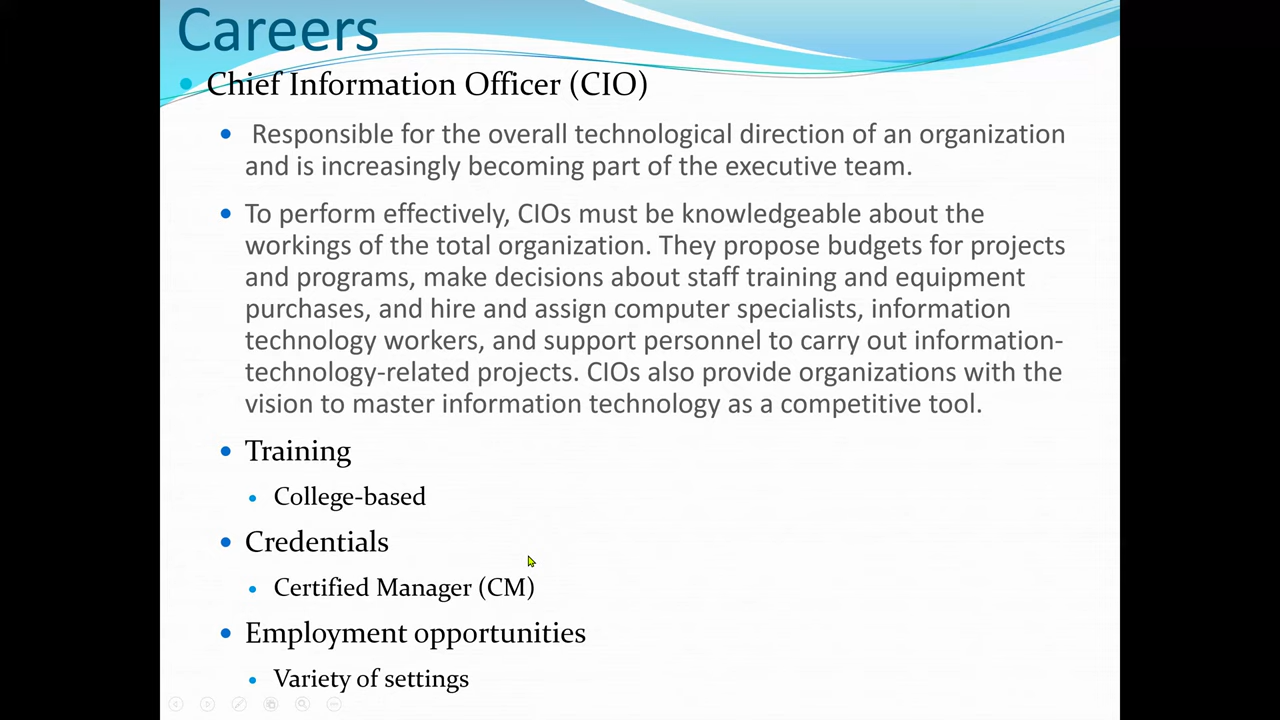 Careers
Chief Information Officer (CIO)
Responsible for the overall technological direction of an organization
and is increasingly becoming part of the executive team.
To perform effectively, CIOs must be knowledgeable about the
workings of the total organization. They propose budgets for projects
and programs, make decisions about staff training and equipment
purchases, and hire and assign computer specialists, information
technology workers, and support personnel to carry out information-
technology-related projects. CIOs also provide organizations with the
vision to master information technology as a competitive tool.
Training
College-based
Credentials
Certified Manager (CM)
Employment opportunities
Variety of settings